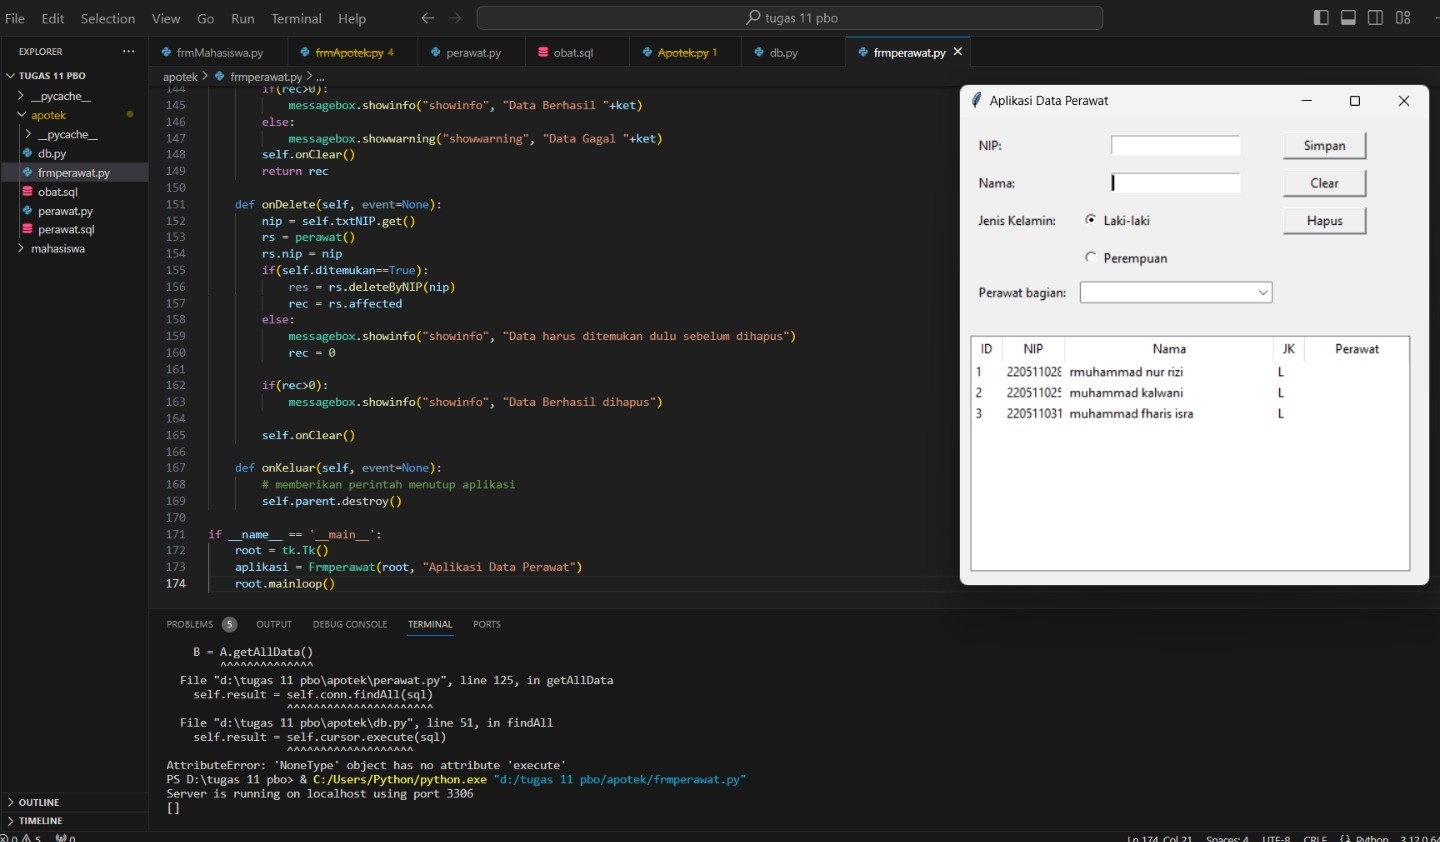 File Edit Selection View Go Run Terminal Help
tugas 11 pbo
EXPLORER
frmMahasiswa.py frmApotek.py 4 perawat.py obat.sql Apotek.py 1 db.py frmperawat.py
TUGAS 11 PBO
__pycache__
apotek
__pycache__
db.py
frmperawat.py
obat.sql
perawat.py
perawat.sql
mahasiswa
OUTLINE
TIMELINE
apotek > frmperawat.py > ...
144 if(rec>0):
145 messagebox.showinfo("showinfo", "Data Berhasil "+ket)
146 else:
147 messagebox.showwarning("showwarning", "Data Gagal "+ket)
148 self.onClear()
149 return rec
150
151 def onDelete(self, event=None):
152 nip = self.txtNIP.get()
153 rs = perawat()
154 rs.nip = nip
155 if(self.ditemukan==True):
156 res = rs.deleteByNIP(nip)
157 rec = rs.affected
158 else:
159 messagebox.showinfo("showinfo", "Data harus ditemukan dulu sebelum dihapus")
160 rec = 0
161
162 if(rec>0):
163 messagebox.showinfo("showinfo", "Data Berhasil dihapus")
164
165 self.onClear()
166
167 def onKeluar(self, event=None):
168 # memberikan perintah menutup aplikasi
169 self.parent.destroy()
170
171 if __name__ == '__main__':
172 root = tk.Tk()
173 aplikasi = Frmperawat(root, "Aplikasi Data Perawat")
174 root.mainloop()
Aplikasi Data Perawat
NIP: Simpan
Nama: Clear
Jenis Kelamin: Laki-laki Hapus
Perempuan
Perawat bagian:
ID NIP Nama JK Perawat
1 220511028 rmuhammad nur rizi L
2 220511025 muhammad kalwani L
3 220511031 muhammad fharis isra L
PROBLEMS 5 OUTPUT DEBUG CONSOLE TERMINAL PORTS
B = A.getAllData()
^^^^^^^^^^^^^^
File "d:\tugas 11 pbo\apotek\perawat.py", line 125, in getAllData
self.result = self.conn.findAll(sql)
^^^^^^^^^^^^^^^^^^^^^^
File "d:\tugas 11 pbo\apotek\db.py", line 51, in findAll
self.result = self.cursor.execute(sql)
^^^^^^^^^^^^^^^^^^^
AttributeError: 'NoneType' object has no attribute 'execute'
PS D:\tugas 11 pbo> & C:/Users/Python/python.exe "d:/tugas 11 pbo/apotek/frmperawat.py"
Server is running on localhost using port 3306
[]
0 5 0 Ln 174, Col 21 Spaces: 4 UTF-8 CRLF Python